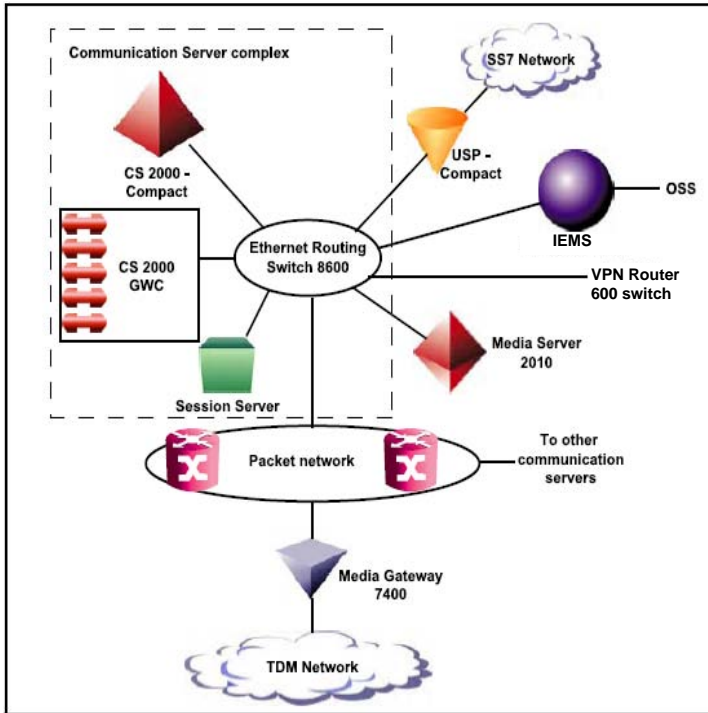 Communication Server complex
SS7 Network
CS 2000 -
Compact
USP -
Compact
OSS
IEMS
CS 2000
GWC
Ethernet Routing
Switch 8600
VPN Router
600 switch
Media Server
2010
Session Server
Packet network
To other
communication
servers
Media Gateway
7400
TDM Network